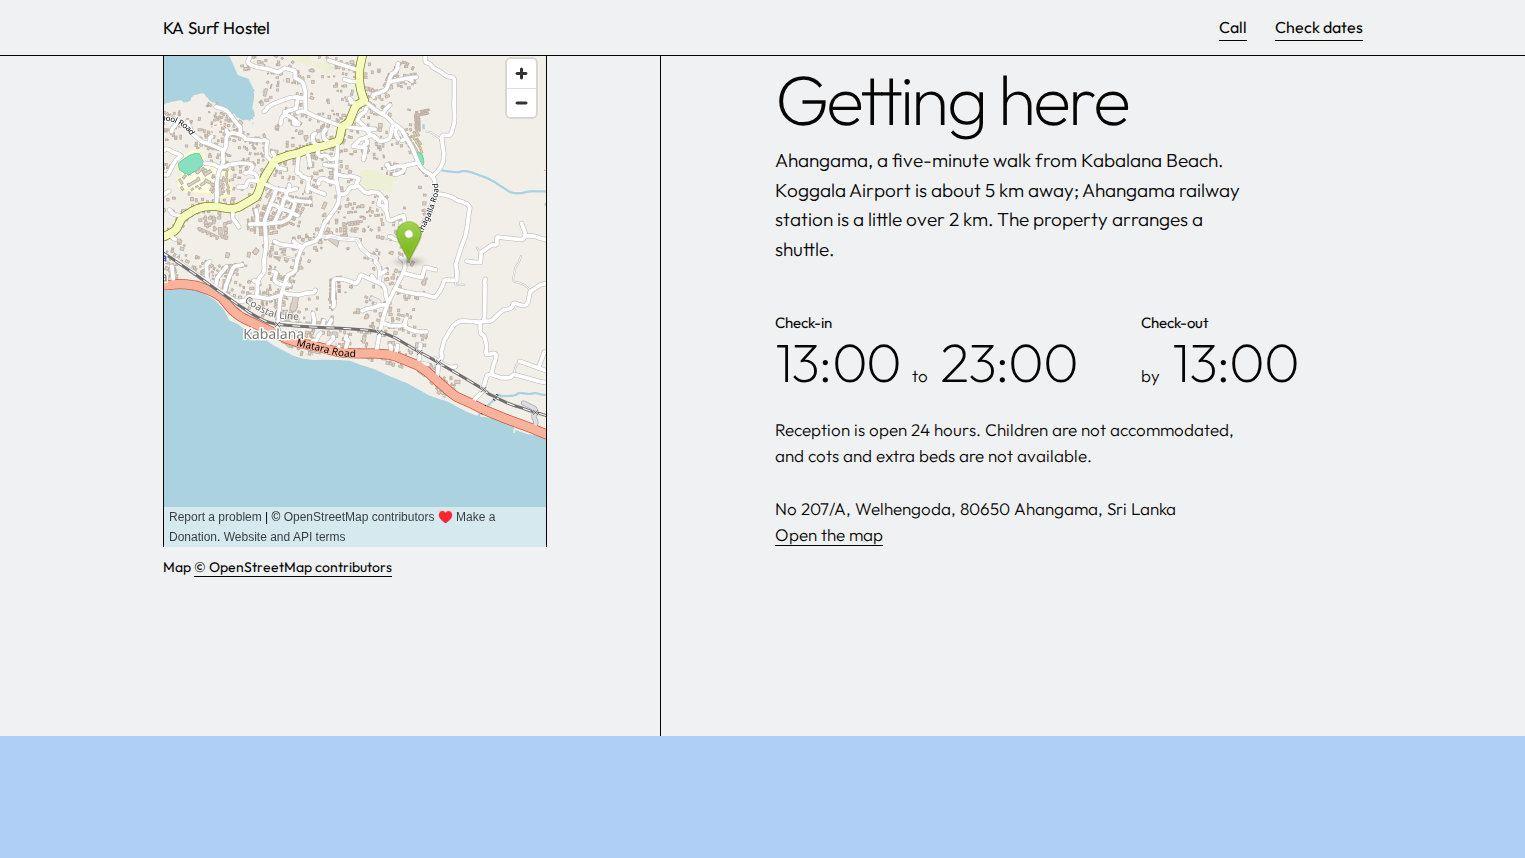 KA Surf Hostel
Call
Check dates
ool Road
nagalla Road
Coastal Line
Kabalana
Matara Road
Report a problem | © OpenStreetMap contributors ❤️ Make a
Donation. Website and API terms
Map © OpenStreetMap contributors
Getting here
Ahangama, a five-minute walk from Kabalana Beach.
Koggala Airport is about 5 km away; Ahangama railway
station is a little over 2 km. The property arranges a
shuttle.
Check-in
13:00 to 23:00
Check-out
by 13:00
Reception is open 24 hours. Children are not accommodated,
and cots and extra beds are not available.
No 207/A, Welhengoda, 80650 Ahangama, Sri Lanka
Open the map